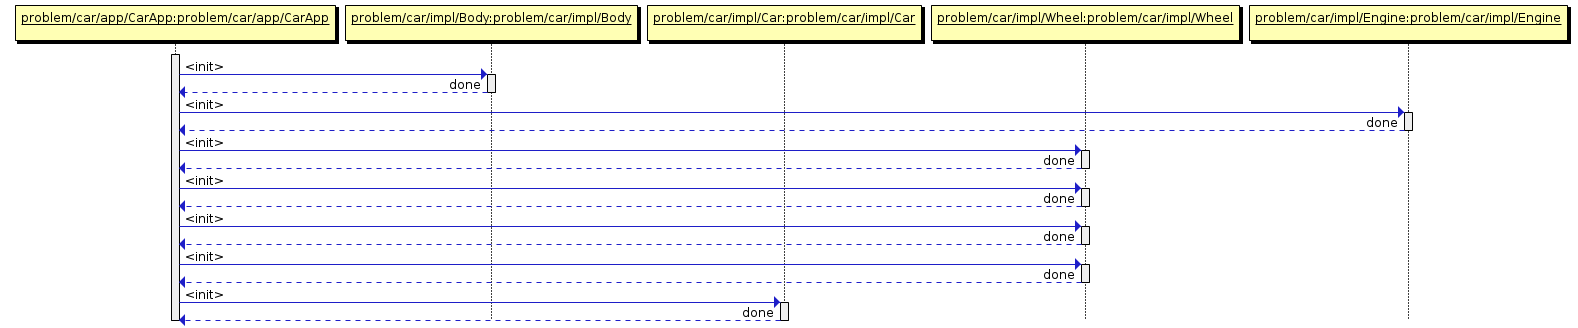 problem/car/app/CarApp:problem/car/app/CarApp
problem/car/impl/Body:problem/car/impl/Body
problem/car/impl/Car:problem/car/impl/Car
problem/car/impl/Wheel:problem/car/impl/Wheel
problem/car/impl/Engine:problem/car/impl/Engine
<init>
done
<init>
done
<init>
done
<init>
done
<init>
done
<init>
done
<init>
done